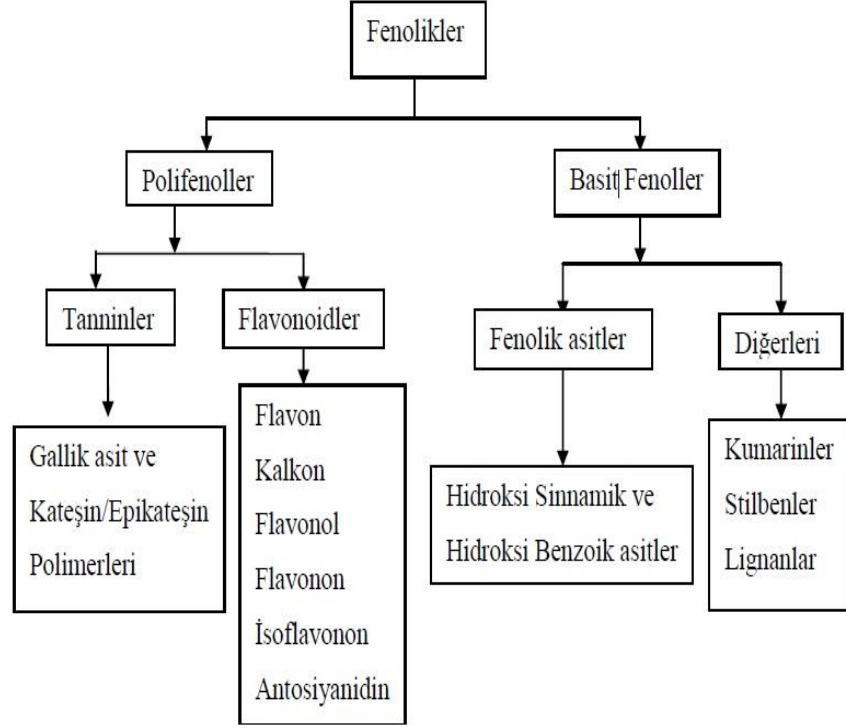 Fenolikler
Polifenoller
Basit Fenoller
Tanninler
Flavonoidler
Fenolik asitler
Diğerleri
Gallik asit ve
Kateşin/Epikateşin
Polimerleri
Flavon
Kalkon
Flavonol
Flavonon
İsoflavonon
Antosiyanidin
Hidroksi Sinnamik ve
Hidroksi Benzoik asitler
Kumarinler
Stilbenler
Lignanlar